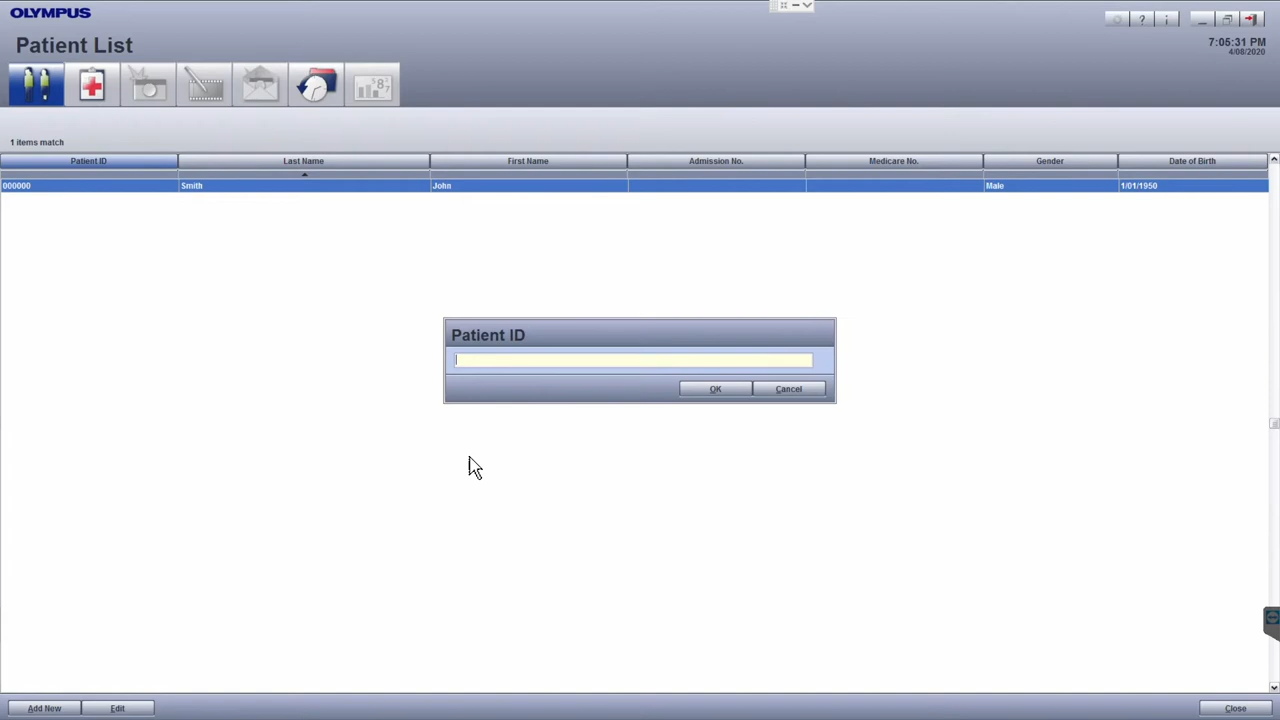 OLYMPUS
Patient List
7:05:31 PM
4/08/2020
1 items match
Patient ID Last Name First Name Admission No. Medicare No. Gender Date of Birth
000000 Smith John Male 1/01/1950
Patient ID
OK Cancel
Add New Edit Close